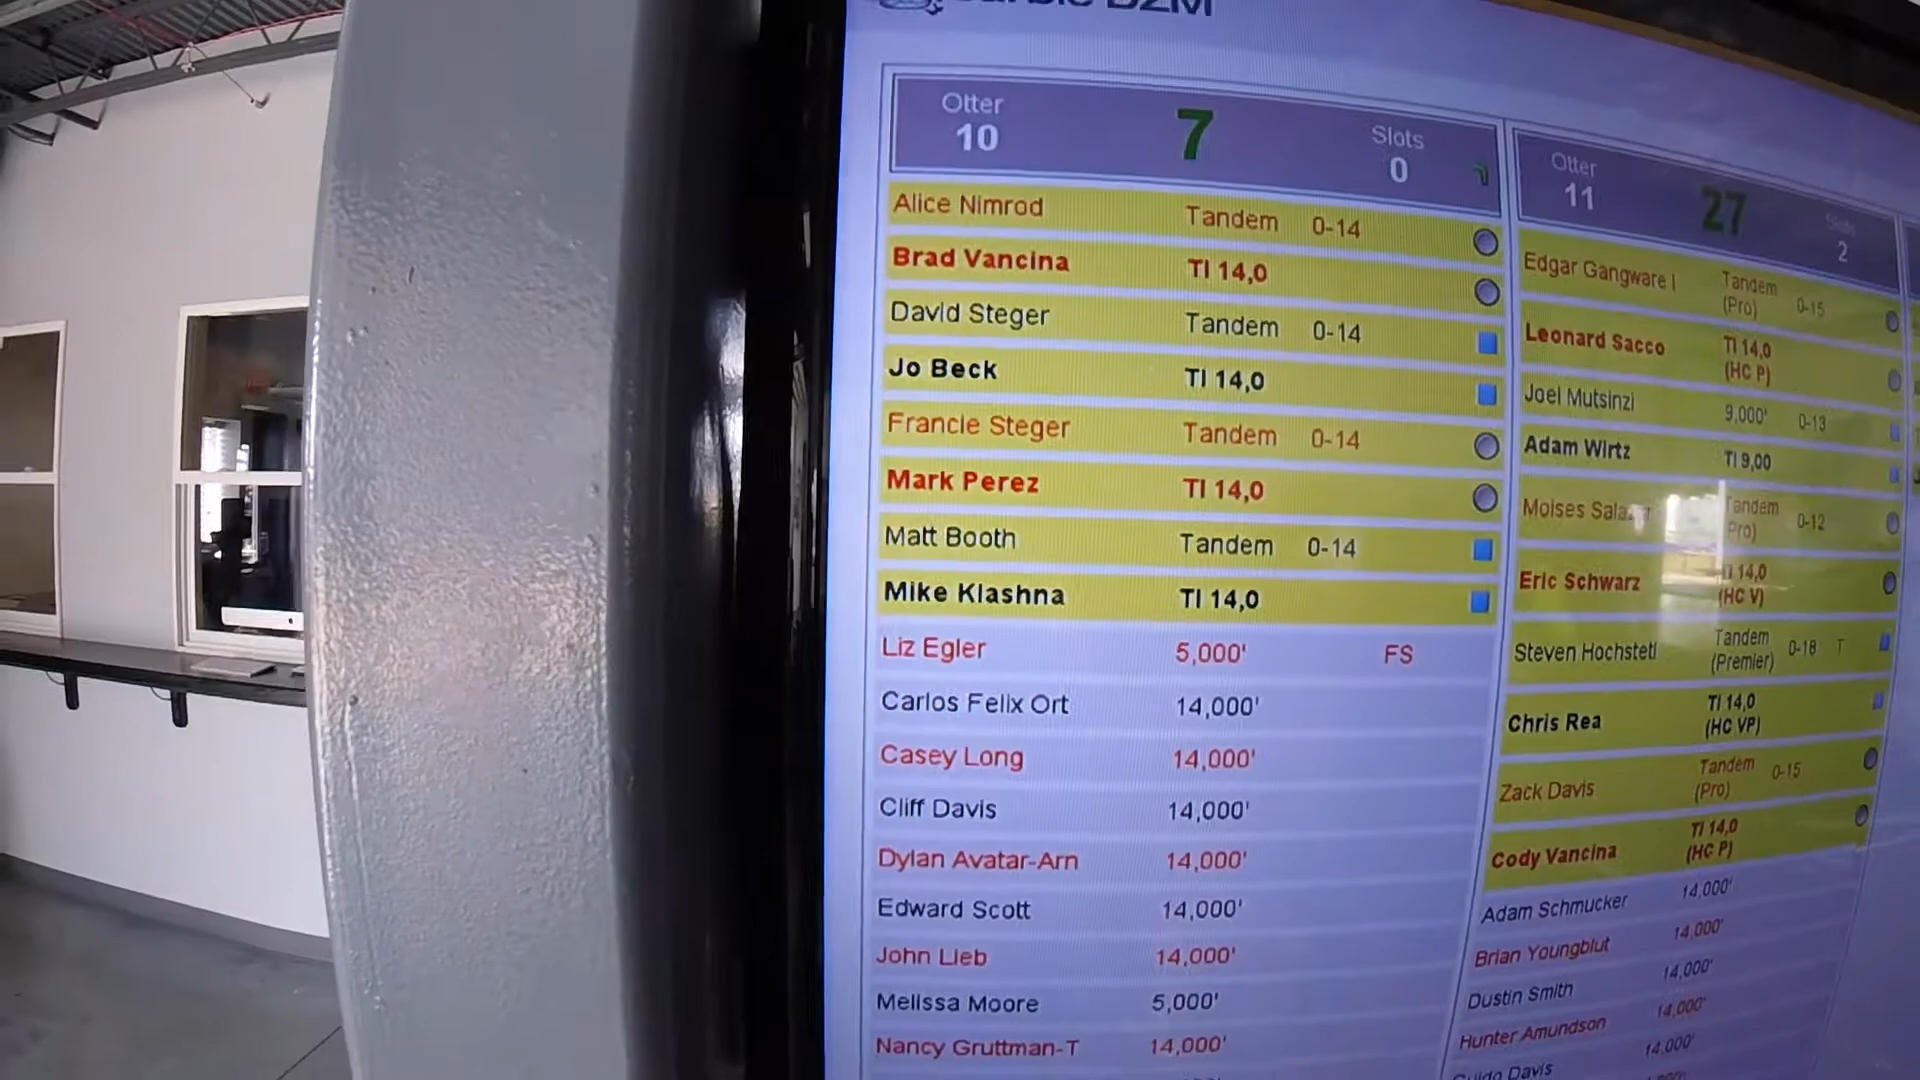 DZM
Otter
10
7
Slots
0
Alice Nimrod Tandem 0-14
Brad Vancina TI 14,0
David Steger Tandem 0-14
Jo Beck TI 14,0
Francie Steger Tandem 0-14
Mark Perez TI 14,0
Matt Booth Tandem 0-14
Mike Klashna TI 14,0
Liz Egler 5,000' FS
Carlos Felix Ort 14,000'
Casey Long 14,000'
Cliff Davis 14,000'
Dylan Avatar-Arn 14,000'
Edward Scott 14,000'
John Lieb 14,000'
Melissa Moore 5,000'
Nancy Gruttman-T 14,000'
Otter
11
27
Slots
2
Edgar Gangware I Tandem 0-15
(Pro)
Leonard Sacco TI 14,0
(HC P)
Joel Mutsinzi 9,000' 0-13
Adam Wirtz TI 9,00
Moises Tandem 0-12
Pro)
Eric Schwarz TI 14,0
(HC V)
Steven Hochstetl Tandem 0-18 T
(Premier)
Chris Rea TI 14,0
(HC VP)
Zack Davis Tandem 0-15
(Pro)
Cody Vancina TI 14,0
(HC P)
Adam Schmucker 14,000'
Brian Youngblut 14,000'
Dustin Smith 14,000'
Hunter Amundson 14,000'
Guido Davis 14,000'